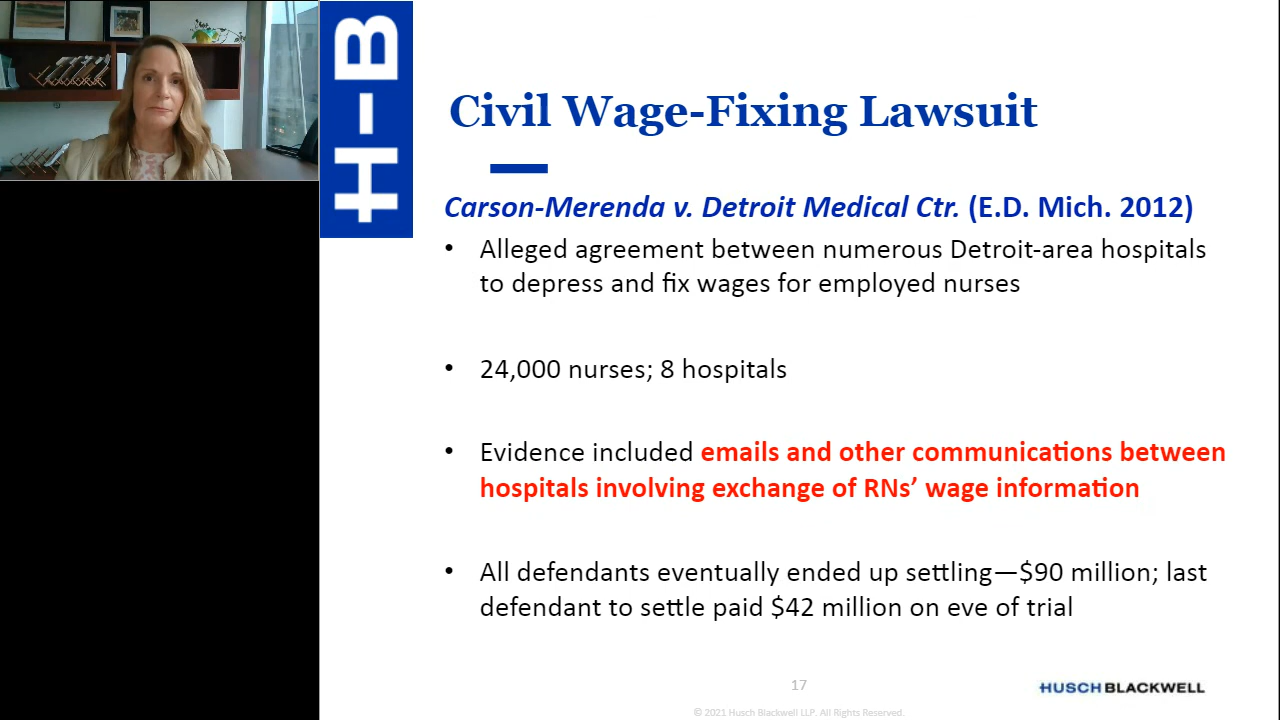 H-B
Civil Wage-Fixing Lawsuit
Carson-Merenda v. Detroit Medical Ctr. (E.D. Mich. 2012)
• Alleged agreement between numerous Detroit-area hospitals
to depress and fix wages for employed nurses
• 24,000 nurses; 8 hospitals
• Evidence included emails and other communications between
hospitals involving exchange of RNs’ wage information
• All defendants eventually ended up settling—$90 million; last
defendant to settle paid $42 million on eve of trial
17
HUSCH BLACKWELL
© 2021 Husch Blackwell LLP. All Rights Reserved.